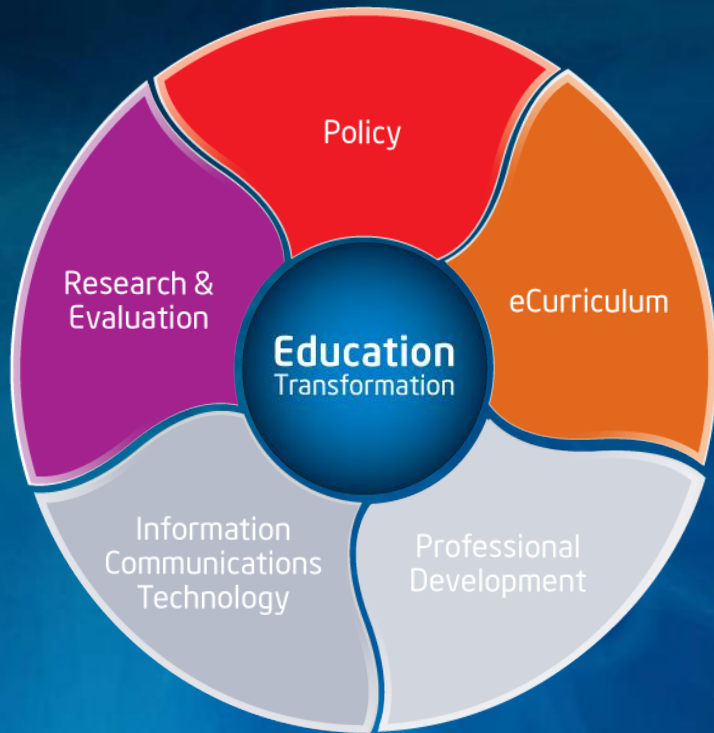 Policy
eCurriculum
Professional
Development
Information
Communications
Technology
Research &
Evaluation
Education
Transformation